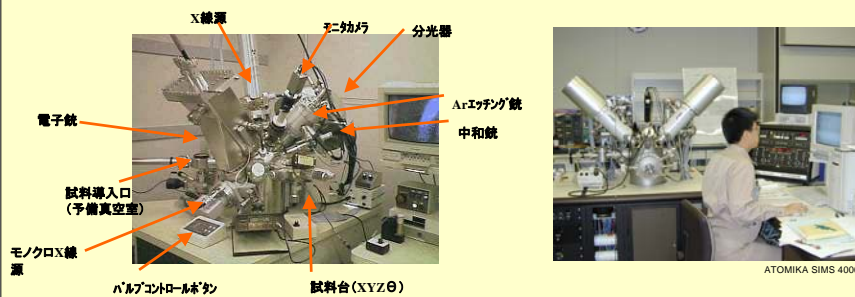 X線源
モニタカメラ
分光器
Arエッチング銃
中和銃
電子銃
試料導入口
（予備真空室）
モノクロX線
源
バルブコントロールボタン
試料台（XYZθ）